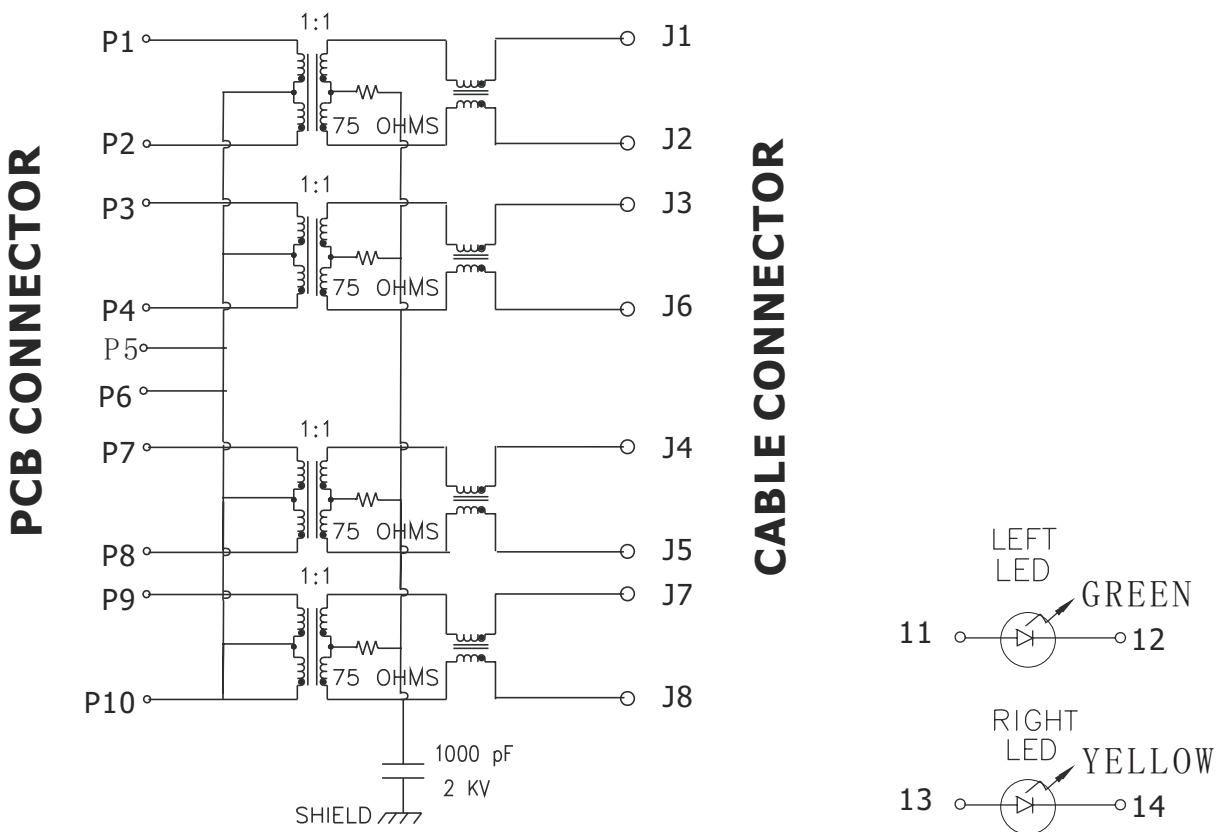 PCB CONNECTOR
1:1
P1
J1
75 OHMS
P2
J2
1:1
P3
J3
75 OHMS
P4
J6
P5
P6
1:1
P7
J4
75 OHMS
P8
J5
1:1
P9
J7
75 OHMS
P10
J8
1000 pF
2 KV
SHIELD
CABLE CONNECTOR
LEFT
LED
GREEN
11
12
RIGHT
LED
YELLOW
13
14